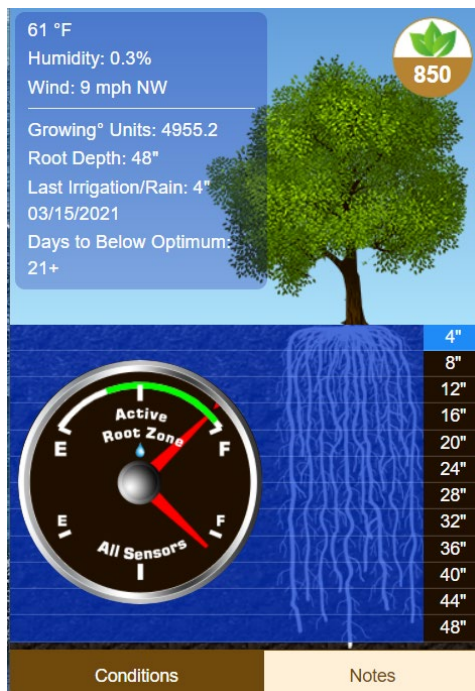 61 °F
Humidity: 0.3%
Wind: 9 mph NW
850
Growing° Units: 4955.2
Root Depth: 48"
Last Irrigation/Rain: 4"
03/15/2021
Days to Below Optimum:
21+
4"
8"
12"
16"
20"
24"
28"
32"
36"
40"
44"
48"
Active
Root Zone
E
F
E
F
All Sensors
Conditions
Notes